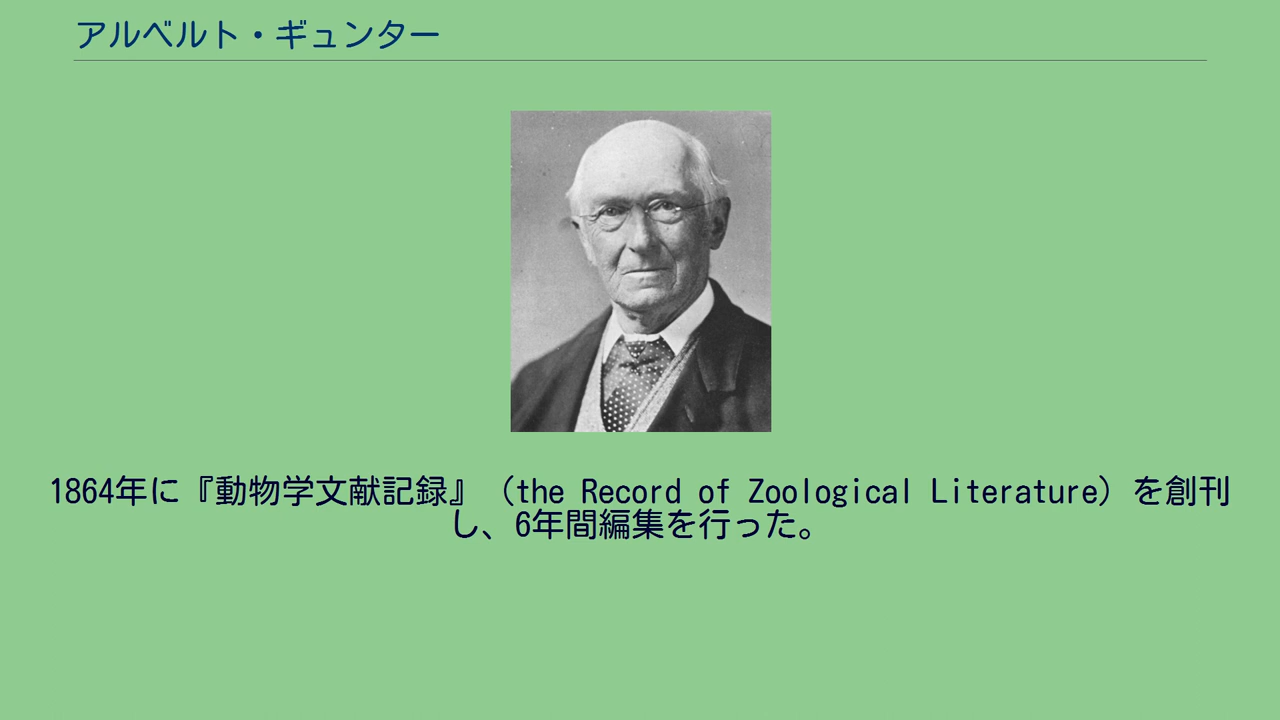 アルベルト・ギュンター
1864年に『動物学文献記録』（the Record of Zoological Literature）を創刊
し、6年間編集を行った。